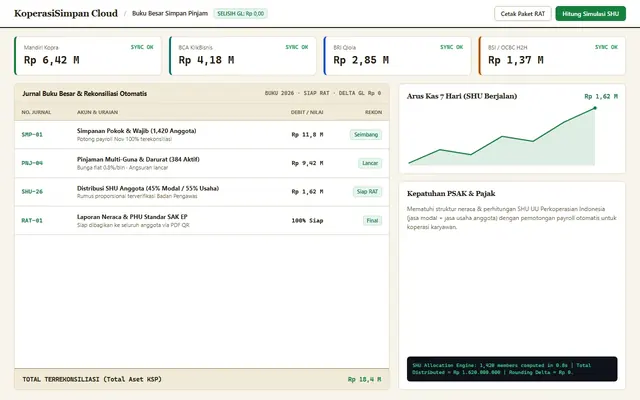 KoperasiSimpan Cloud / Buku Besar Simpan Pinjam SELISIH GL: Rp 0,00 Cetak Paket RAT Hitung Simulasi SHU
Mandiri Kopra SYNC OK
Rp 6,42 M
BCA KlikBisnis SYNC OK
Rp 4,18 M
BRI Qlola SYNC OK
Rp 2,85 M
BSI / OCBC H2H SYNC OK
Rp 1,37 M
Jurnal Buku Besar & Rekonsiliasi Otomatis BUKU 2026 · SIAP RAT · DELTA GL Rp 0
NO. JURNAL AKUN & URAIAN DEBIT / NILAI REKON
SMP-01 Simpanan Pokok & Wajib (1,420 Anggota) Rp 11,8 M Seimbang
Potong payroll Nov 100% terekonsiliasi
PNJ-04 Pinjaman Multi-Guna & Darurat (384 Aktif) Rp 9,42 M Lancar
Bunga flat 0.8%/bln · Angsuran lancar
SHU-26 Distribusi SHU Anggota (45% Modal / 55% Usaha) Rp 1,62 M Siap RAT
Rumus proporsional terverifikasi Badan Pengawas
RAT-01 Laporan Neraca & PHU Standar SAK EP 100% Siap Final
Siap dibagikan ke seluruh anggota via PDF QR
TOTAL TERREKONSILIASI (Total Aset KSP) Rp 18,4 M
Arus Kas 7 Hari (SHU Berjalan) Rp 1,62 M
Kepatuhan PSAK & Pajak
Mematuhi struktur neraca & perhitungan SHU UU Perkoperasian Indonesia
(jasa modal + jasa usaha anggota) dengan pemotongan payroll otomatis untuk
koperasi karyawan.
SHU Allocation Engine: 1,420 members computed in 0.8s | Total
Distributed = Rp 1.620.000.000 | Rounding Delta = Rp 0.